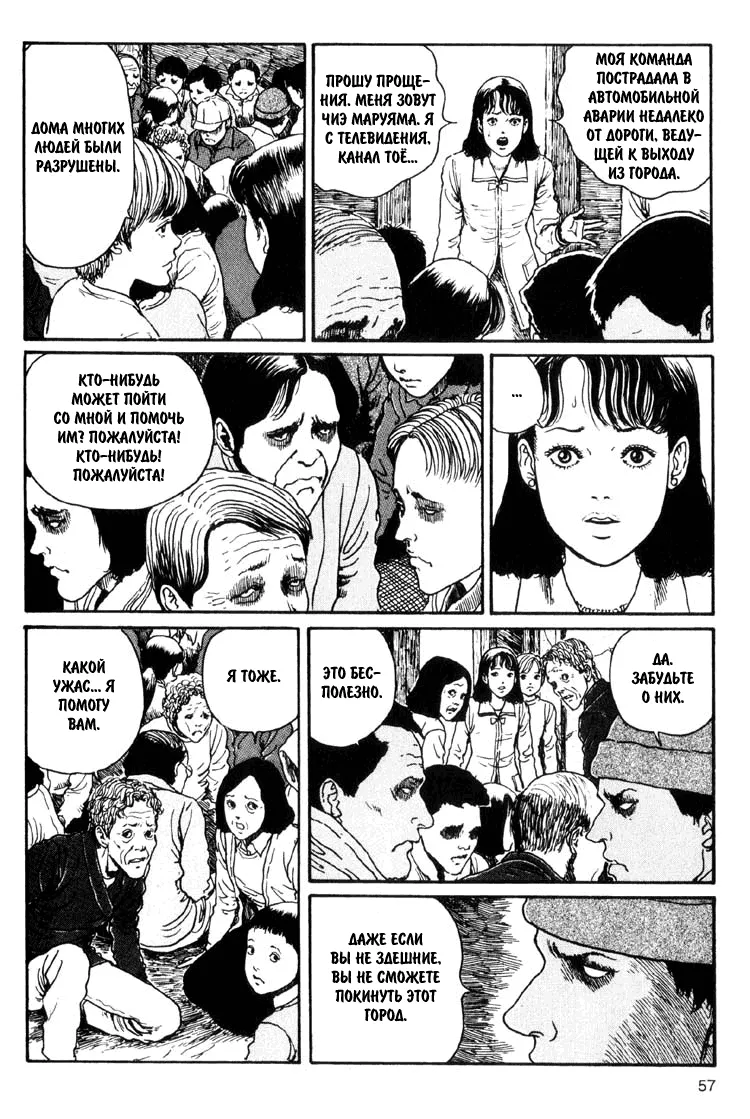 ДОМА МНОГИХ
ЛЮДЕЙ БЫЛИ
РАЗРУШЕНЫ.
ПРОШУ ПРОЩЕ-
НИЯ. МЕНЯ ЗОВУТ
ЧИЭ МАРУЯМА. Я
С ТЕЛЕВИДЕНИЯ,
КАНАЛ ТОЁ...
МОЯ КОМАНДА
ПОСТРАДАЛА В
АВТОМОБИЛЬНОЙ
АВАРИИ НЕДАЛЕКО
ОТ ДОРОГИ, ВЕДУ-
ЩЕЙ К ВЫХОДУ
ИЗ ГОРОДА.
КТО-НИБУДЬ
МОЖЕТ ПОЙТИ
СО МНОЙ И ПОМОЧЬ
ИМ? ПОЖАЛУЙСТА!
КТО-НИБУДЬ!
ПОЖАЛУЙСТА!
...
КАКОЙ
УЖАС... Я
ПОМОГУ
ВАМ.
Я ТОЖЕ.
ЭТО БЕС-
ПОЛЕЗНО.
ДА.
ЗАБУДЬТЕ
О НИХ.
ДАЖЕ ЕСЛИ
ВЫ НЕ ЗДЕШНИЕ,
ВЫ НЕ СМОЖЕТЕ
ПОКИНУТЬ ЭТОТ
ГОРОД.
57